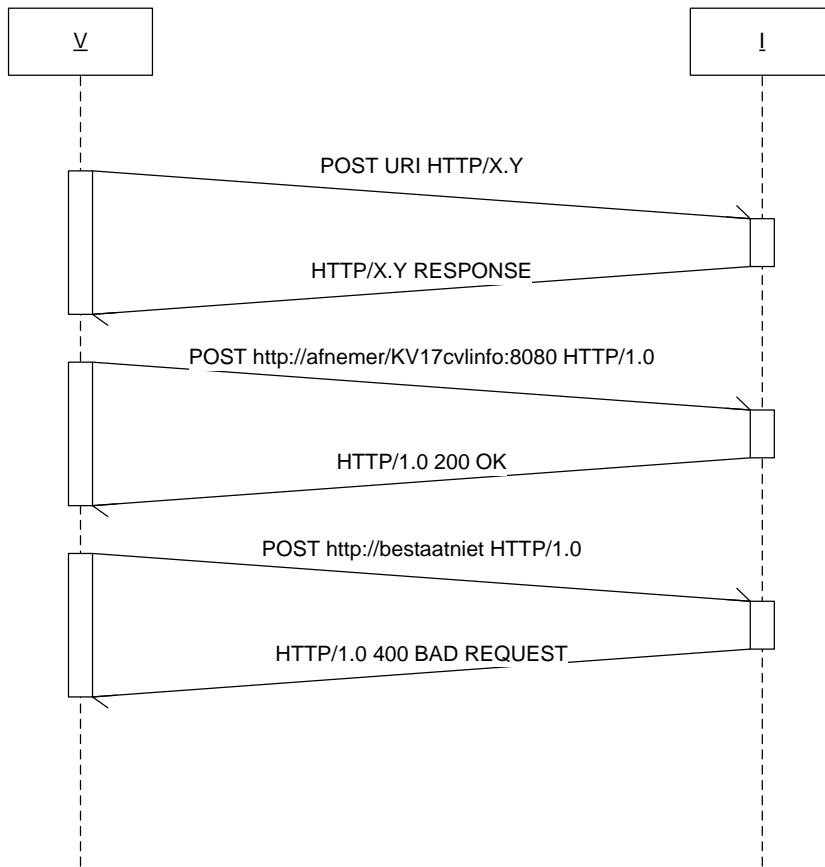 V
I
POST URI HTTP/X.Y
HTTP/X.Y RESPONSE
POST http://afnemer/KV17cvlinfo:8080 HTTP/1.0
HTTP/1.0 200 OK
POST http://bestaatniet HTTP/1.0
HTTP/1.0 400 BAD REQUEST